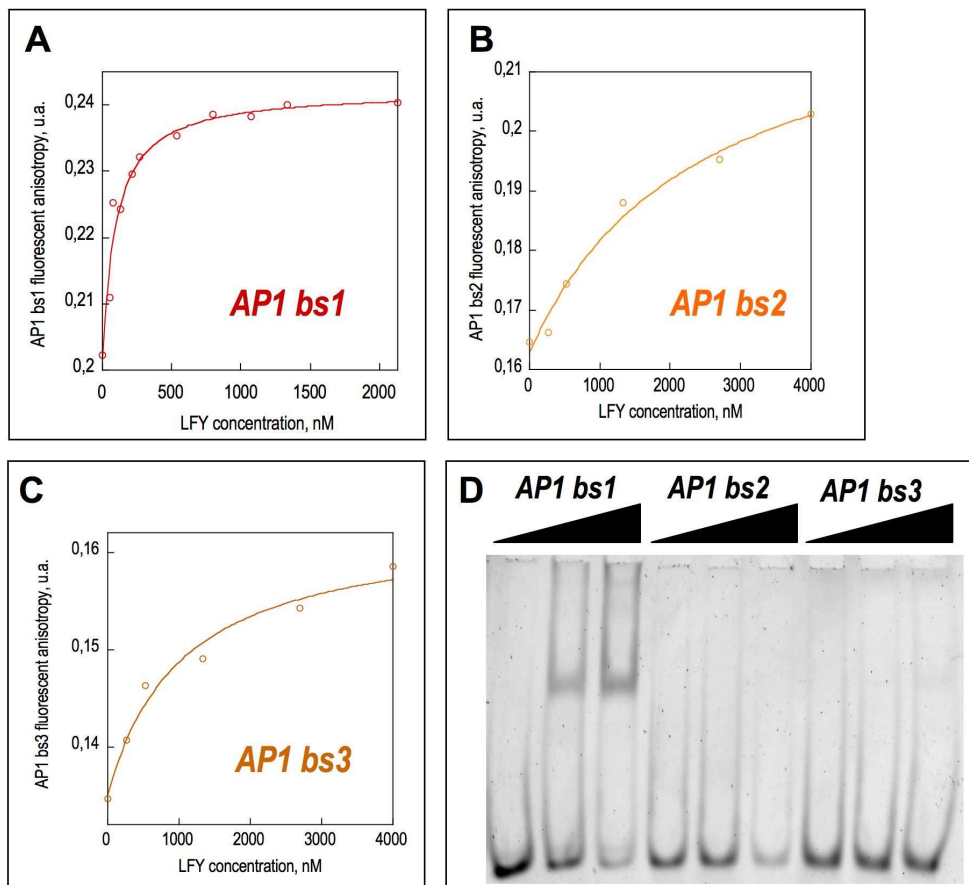 A
AP1 bs1 fluorescent anisotropy, u.a.
0,24
0,23
0,22
0,21
0,2
AP1 bs1
0
500
1000
1500
2000
LFY concentration, nM
B
AP1 bs2 fluorescent anisotropy, u.a.
0,21
0,2
0,19
0,18
0,17
0,16
AP1 bs2
0
1000
2000
3000
4000
LFY concentration, nM
C
AP1 bs3 fluorescent anisotropy, u.a.
0,16
0,15
0,14
AP1 bs3
0
1000
2000
3000
4000
LFY concentration, nM
D
AP1 bs1
AP1 bs2
AP1 bs3